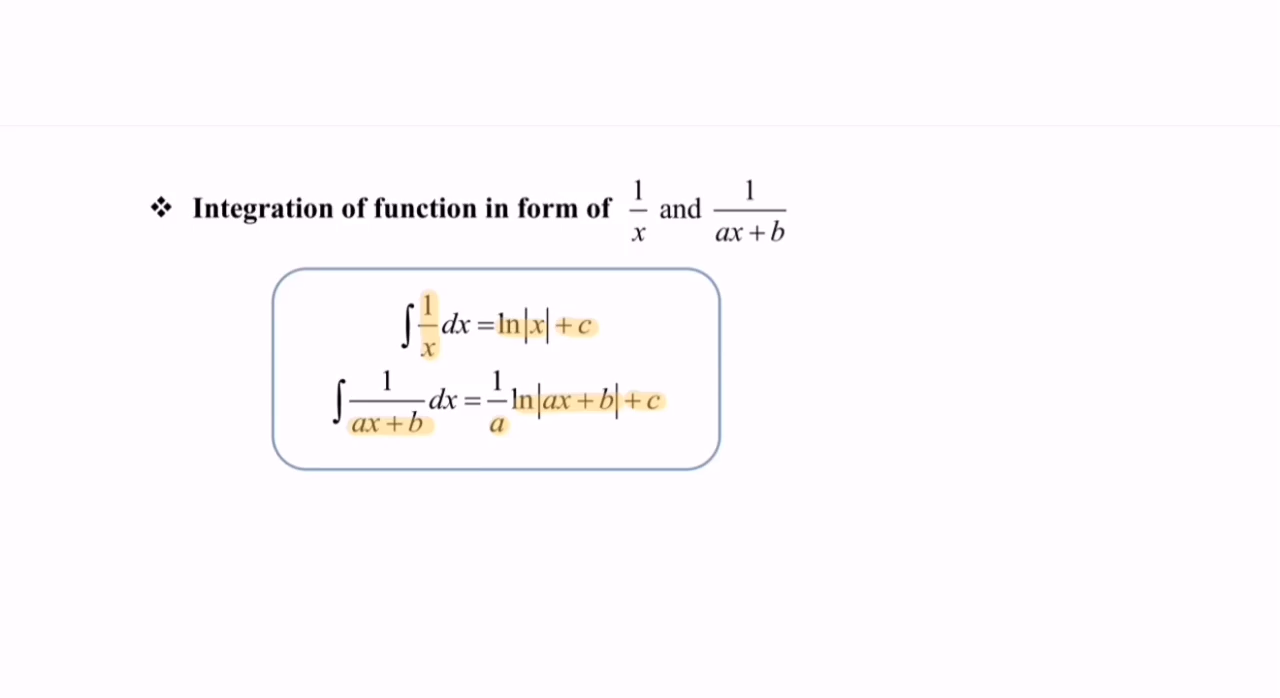 ❖ Integration of function in form of 1/x and 1/(ax+b)
∫ 1/x dx = ln|x| + c
∫ 1/(ax+b) dx = 1/a ln|ax+b| + c